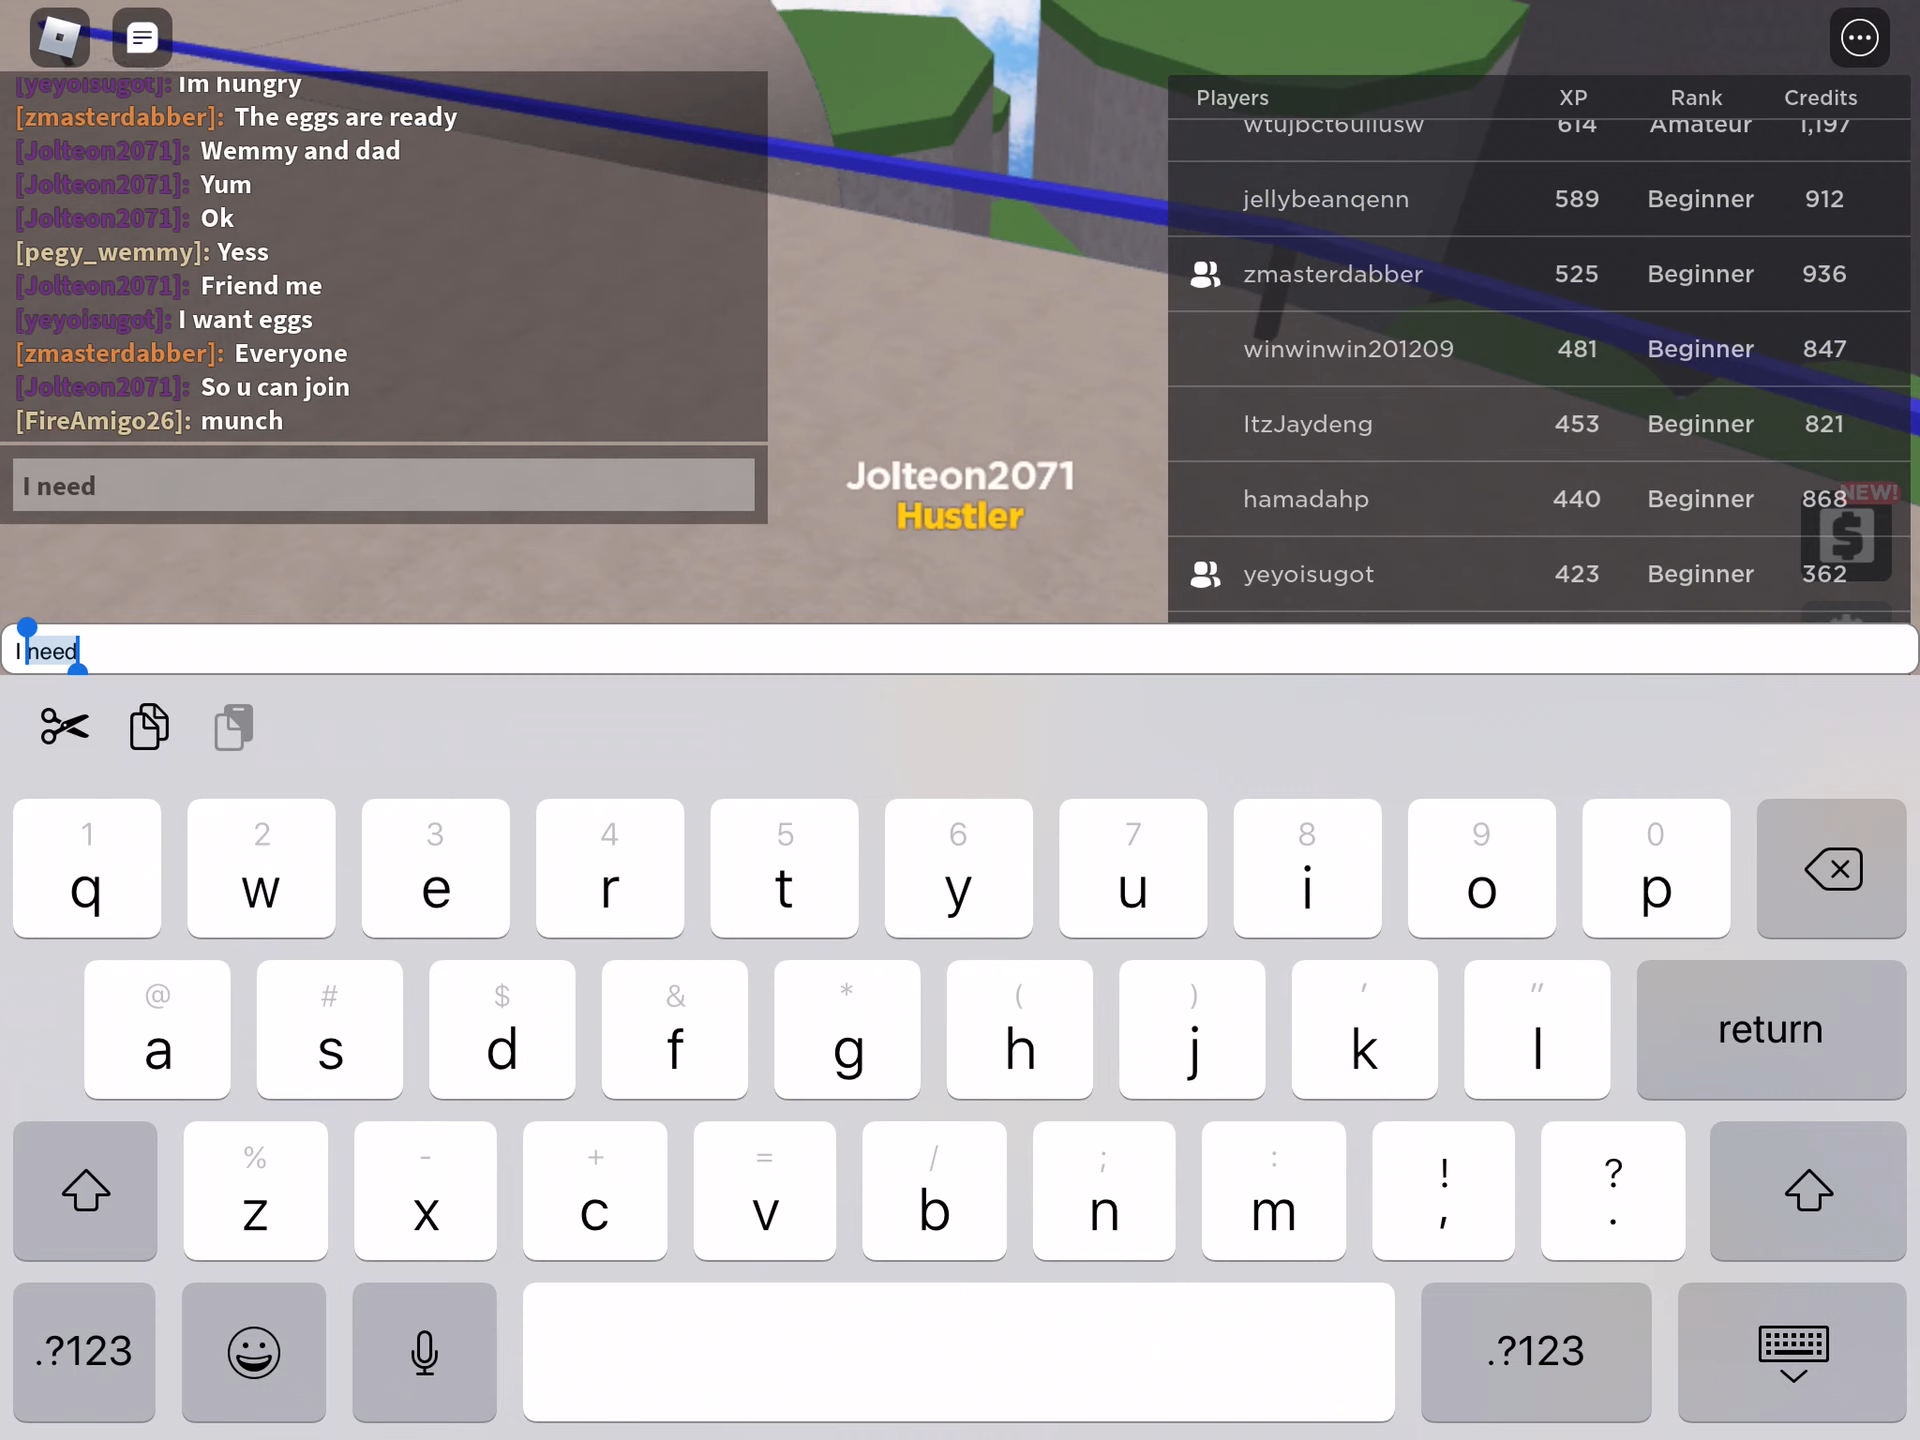 [yeyoisugot]: Im hungry
[zmasterdabber]: The eggs are ready
[Jolteon2071]: Wemmy and dad
[Jolteon2071]: Yum
[Jolteon2071]: Ok
[pegy_wemmy]: Yess
[Jolteon2071]: Friend me
[yeyoisugot]: I want eggs
[zmasterdabber]: Everyone
[Jolteon2071]: So u can join
[FireAmigo26]: munch
I need
Jolteon2071
Hustler
Players XP Rank Credits
614 Amateur 1,197
jellybeanqenn 589 Beginner 912
zmasterdabber 525 Beginner 936
winwinwin201209 481 Beginner 847
ItzJaydeng 453 Beginner 821
hamadahp 440 Beginner 868
NEW!
$
yeyoisugot 423 Beginner 362
I need
1 2 3 4 5 6 7 8 9 0
q w e r t y u i o p
@ # $ & * ( ) ' "
a s d f g h j k l return
% - + = / ; : ! ?
z x c v b n m , .
.?123 .?123